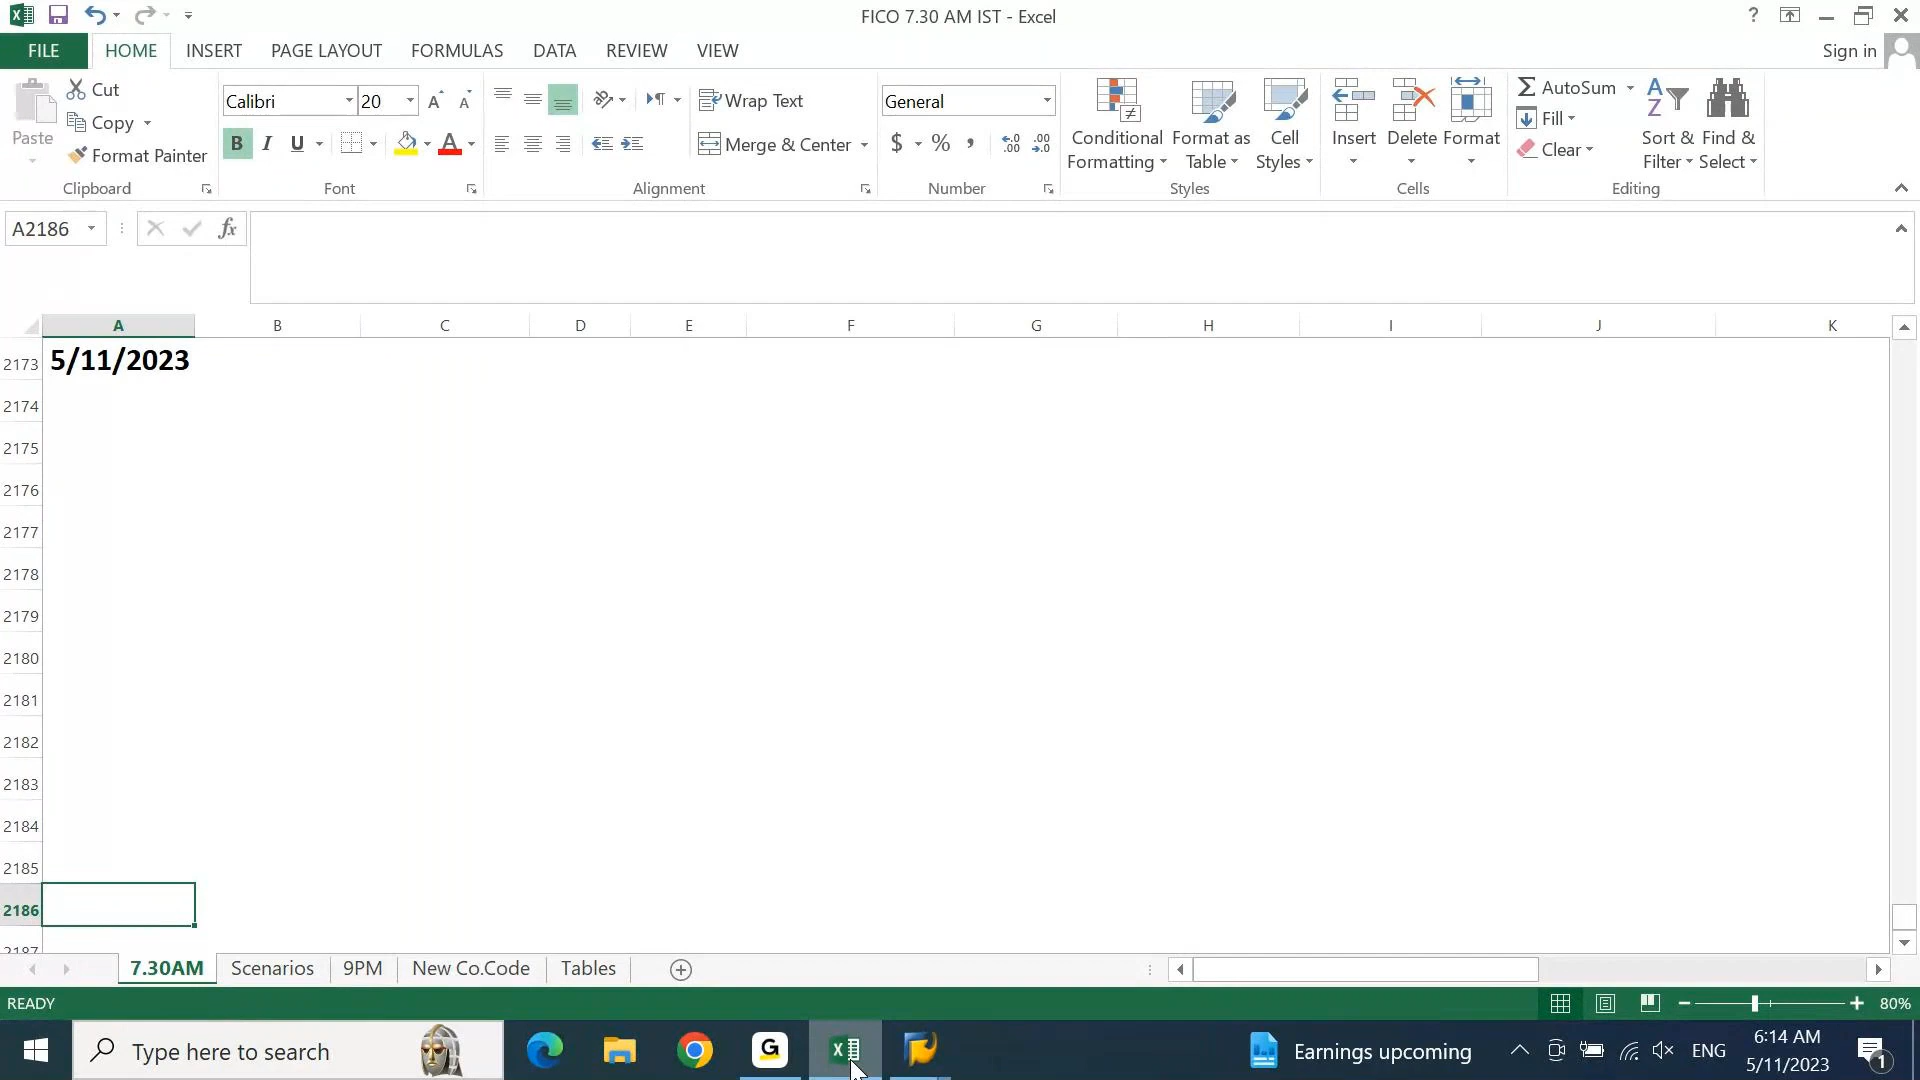 FICO 7.30 AM IST - Excel
?
FILE HOME INSERT PAGE LAYOUT FORMULAS DATA REVIEW VIEW Sign in
Paste
Cut
Copy
Format Painter
Clipboard
Calibri 20
B I U A
Font
Wrap Text
Merge & Center
Alignment
General
$ % ,
Number
Conditional Formatting
Format as Table
Cell Styles
Styles
Insert Delete Format
Cells
AutoSum
Fill
Clear
Sort & Filter
Find & Select
Editing
A2186 fx
A B C D E F G H I J K
2173 5/11/2023
2174
2175
2176
2177
2178
2179
2180
2181
2182
2183
2184
2185
2186
2187
7.30AM Scenarios 9PM New Co.Code Tables
READY 80%
Type here to search
Earnings upcoming
ENG
6:14 AM
5/11/2023
1